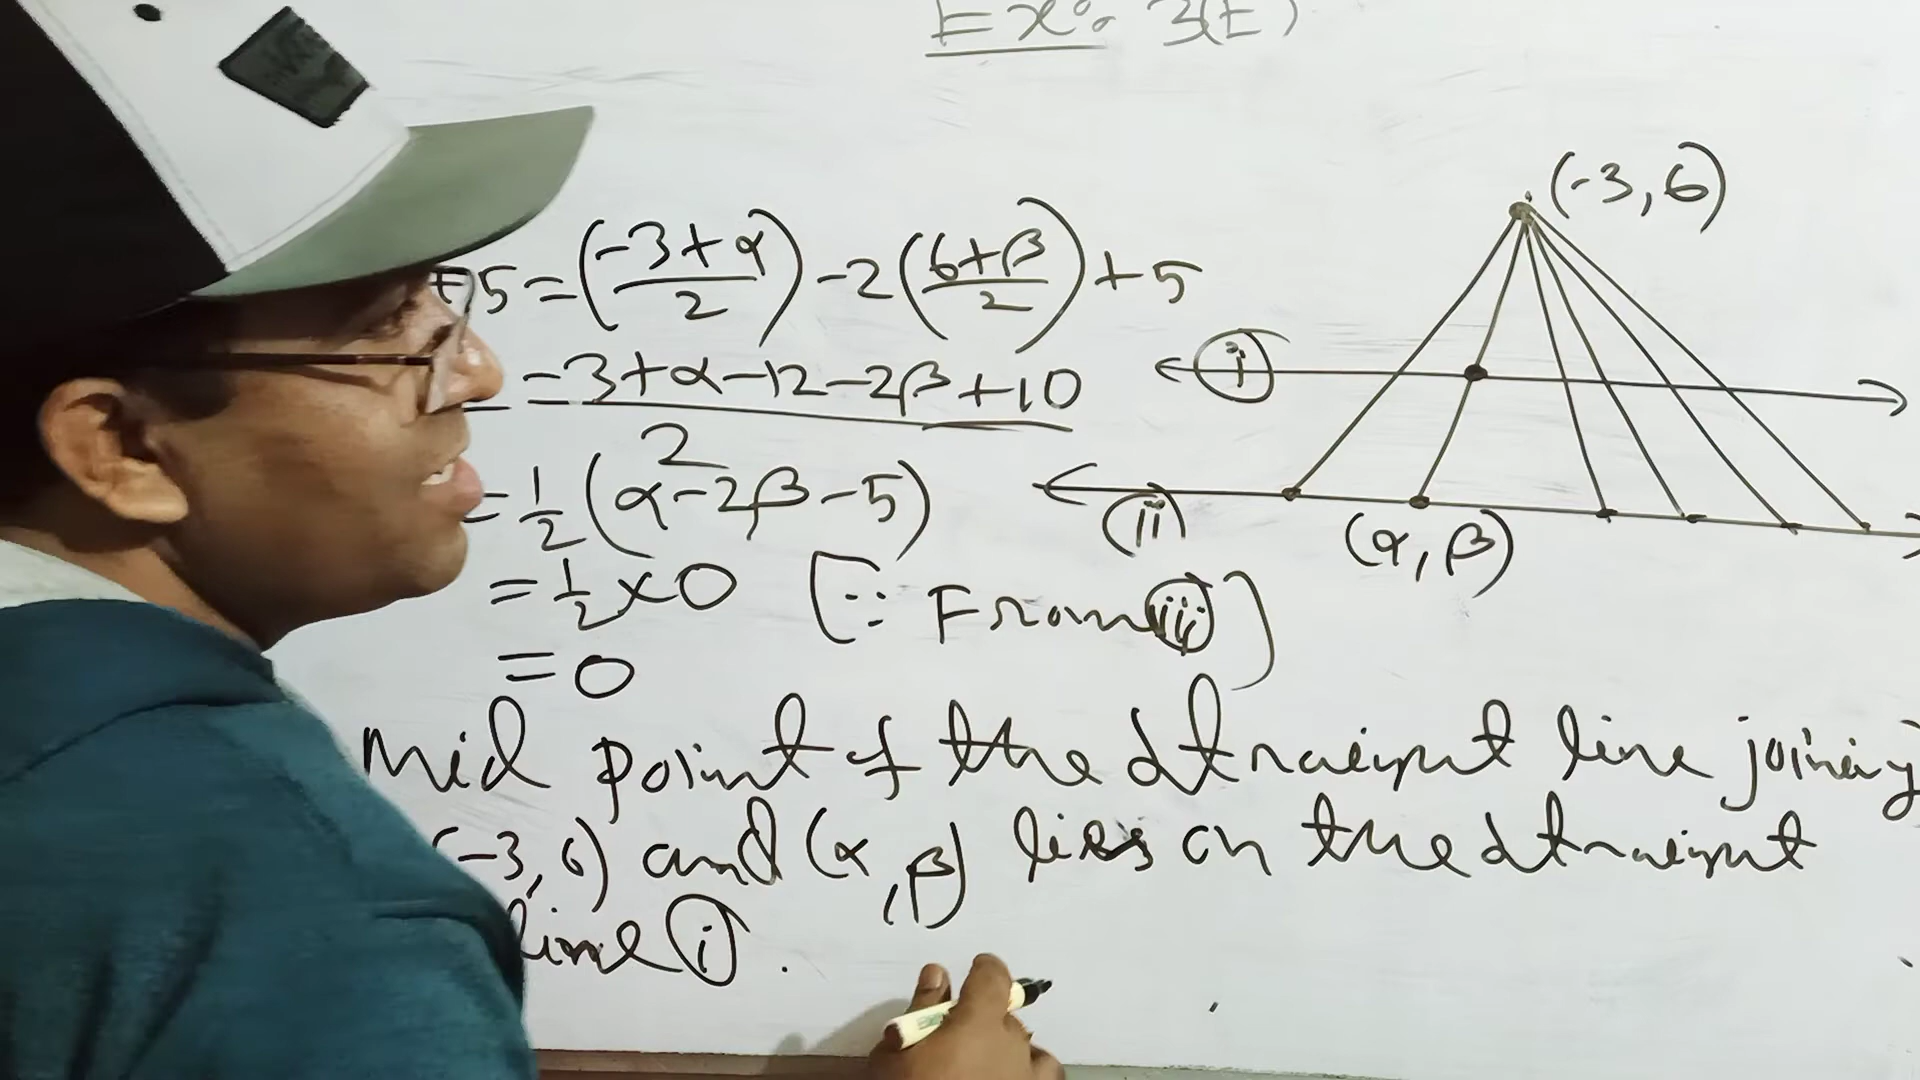 Ex: 3(E)
(-3, 6)
+5 = ((-3+α)/2) - 2((6+β)/2) + 5
(i)
= (-3+α-12-2β+10)/2
= 1/2 (α-2β-5)
(ii)
(α, β)
= 1/2 × 0 [∵ From (iii)]
= 0
Mid point of the straight line joining
(-3, 6) and (α, β) lies on the straight
line (i).